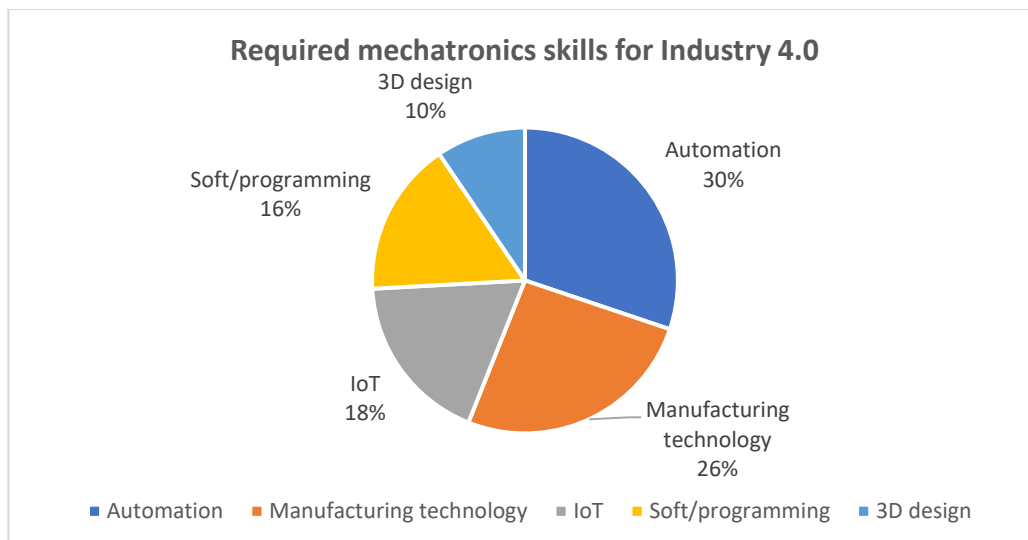 Required mechatronics skills for Industry 4.0
3D design
10%
Automation
30%
Soft/programming
16%
IoT
18%
Manufacturing
technology
26%
Automation Manufacturing technology IoT Soft/programming 3D design